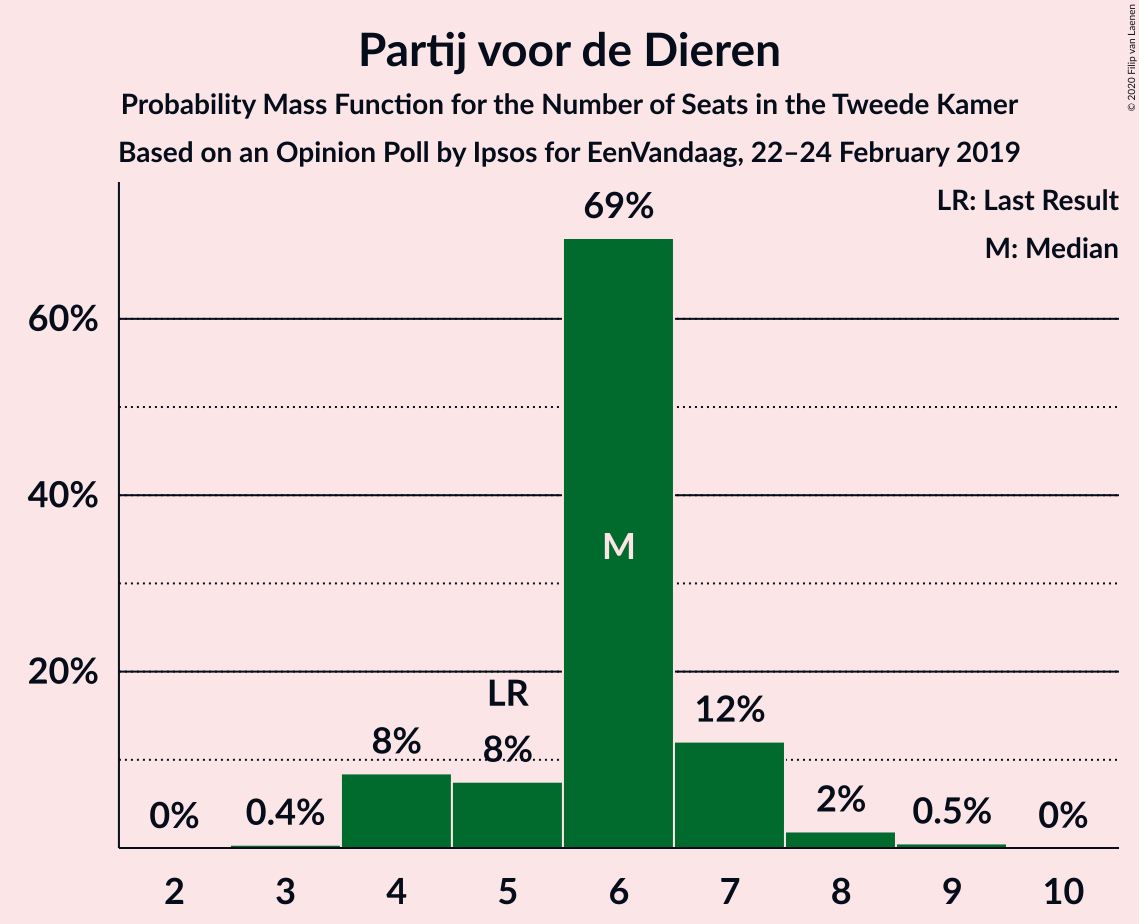 Partij voor de Dieren
Probability Mass Function for the Number of Seats in the Tweede Kamer
Based on an Opinion Poll by Ipsos for EenVandaag, 22–24 February 2019
© 2020 Filip van Laenen
LR: Last Result
M: Median
69%
60%
40%
M
20%
LR
12%
8%
8%
2%
0%
0.4%
0.5%
0%
2 3 4 5 6 7 8 9 10